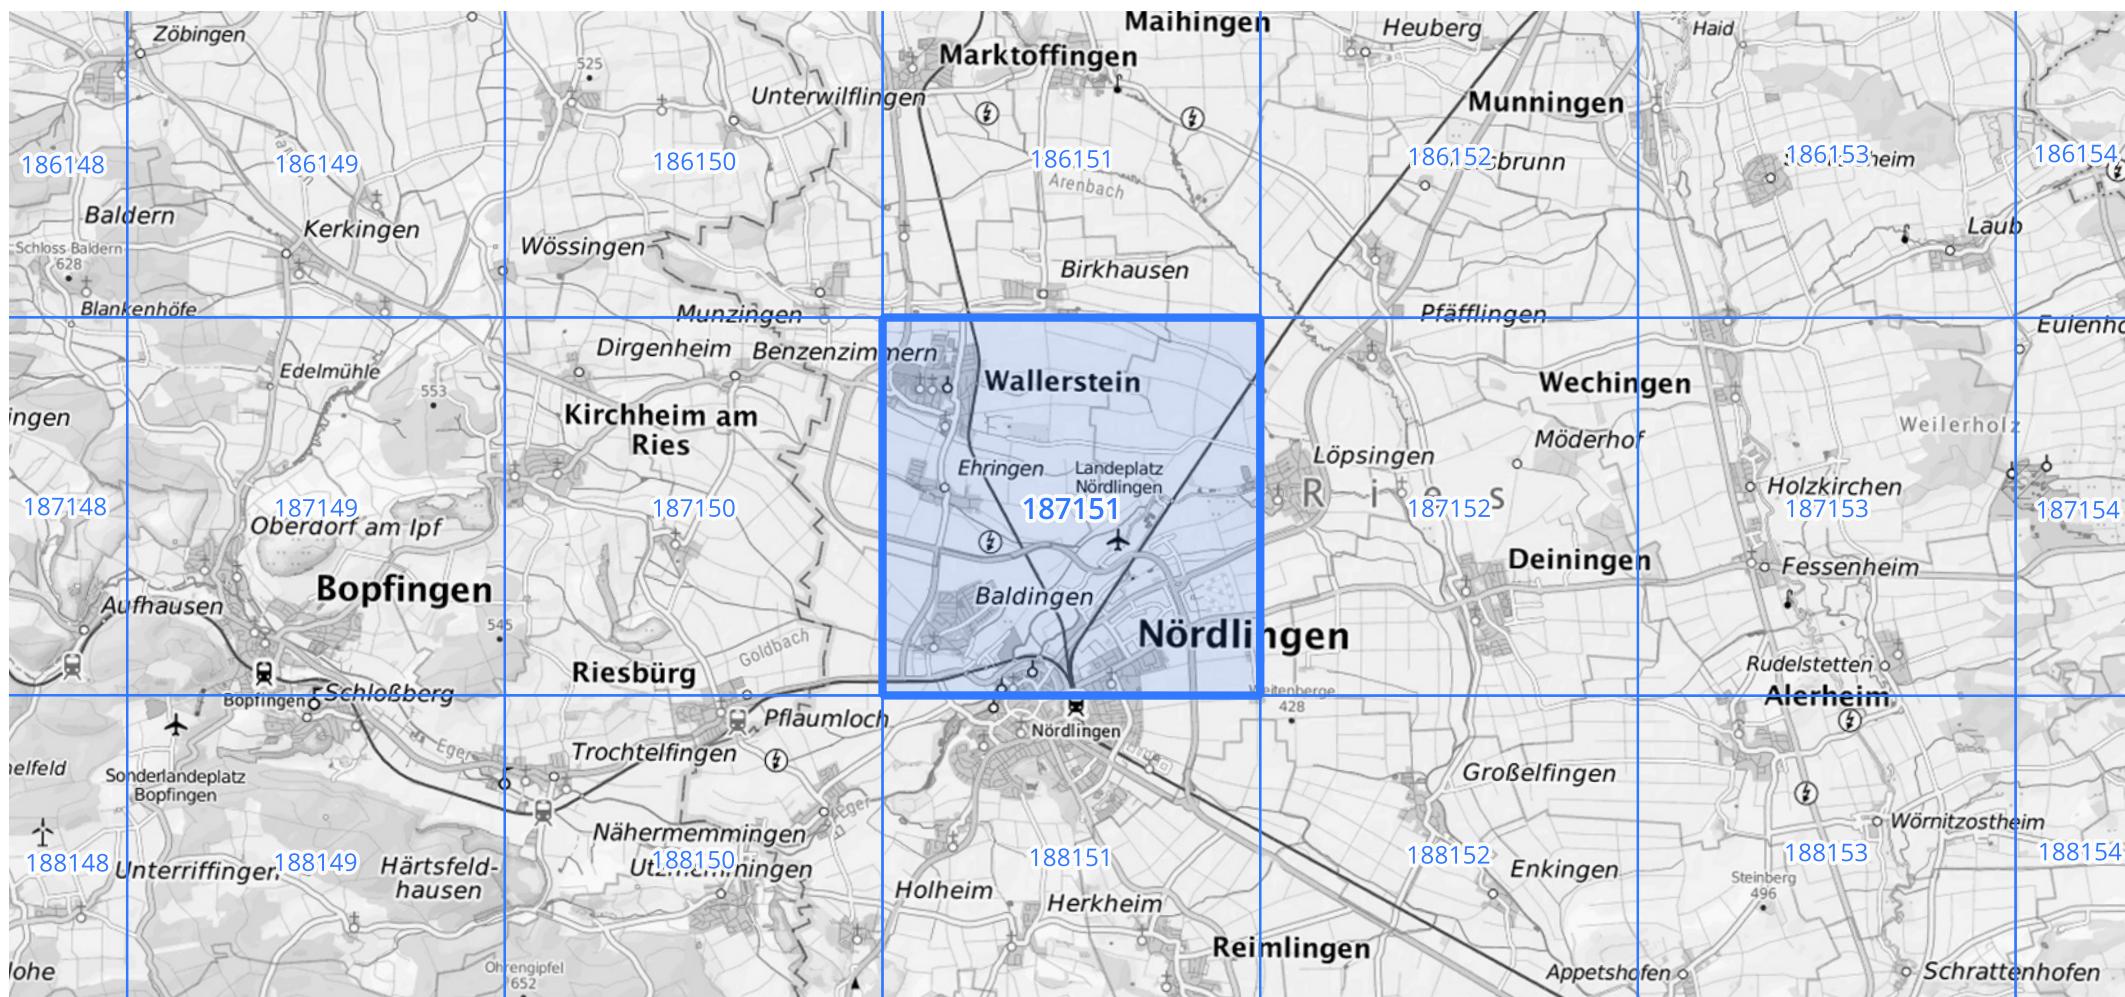 Zöbingen
Maihingen
Heuberg
Haid
Marktoffingen
525
Unterwilflingen
Munningen
186148
186149
186150
186151
186152
sbrunn
186153
heim
186154
Arenbach
Baldern
Kerkingen
Wössingen
Laub
Schloss Baldern
628
Birkhausen
Blankenhöfe
Munzingen
Pfäfflingen
Eulenho
Dirgenheim
Benzenzimmern
Edelmühle
Wallerstein
Wechingen
553
ingen
Kirchheim am
Ries
Weilerholz
Möderhof
Löpsingen
Ehringen
Landeplatz
Nördlingen
Holzkirchen
R i e s
187148
187149
187150
187151
187152
187153
187154
Oberdorf am Ipf
Deiningen
Fessenheim
Bopfingen
Aufhausen
Baldingen
545
Nördlingen
Goldbach
Riesbürg
Rudelstetten
Bopfingen
Schloßberg
Weitenberge
428
Alerheim
Pflaumloch
Nördlingen
Eger
Trochtelfingen
elfeld
Sonderlandeplatz
Bopfingen
Großelfingen
Eger
Nähermemmingen
Wörnitzostheim
188148
Unterriffingen
188149
Härtsfeld-
hausen
188150
188151
188152
188153
188154
Enkingen
Steinberg
496
Holheim
Herkheim
Reimlingen
Ohrengipfel
652
ohe
Appetshofen
Schrattenhofen